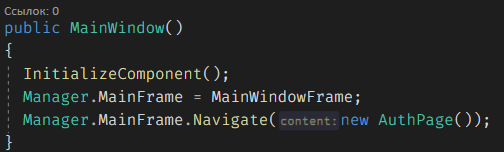 Ссылок: 0
public MainWindow()
{
InitializeComponent();
Manager.MainFrame = MainWindowFrame;
Manager.MainFrame.Navigate(content:new AuthPage());
}